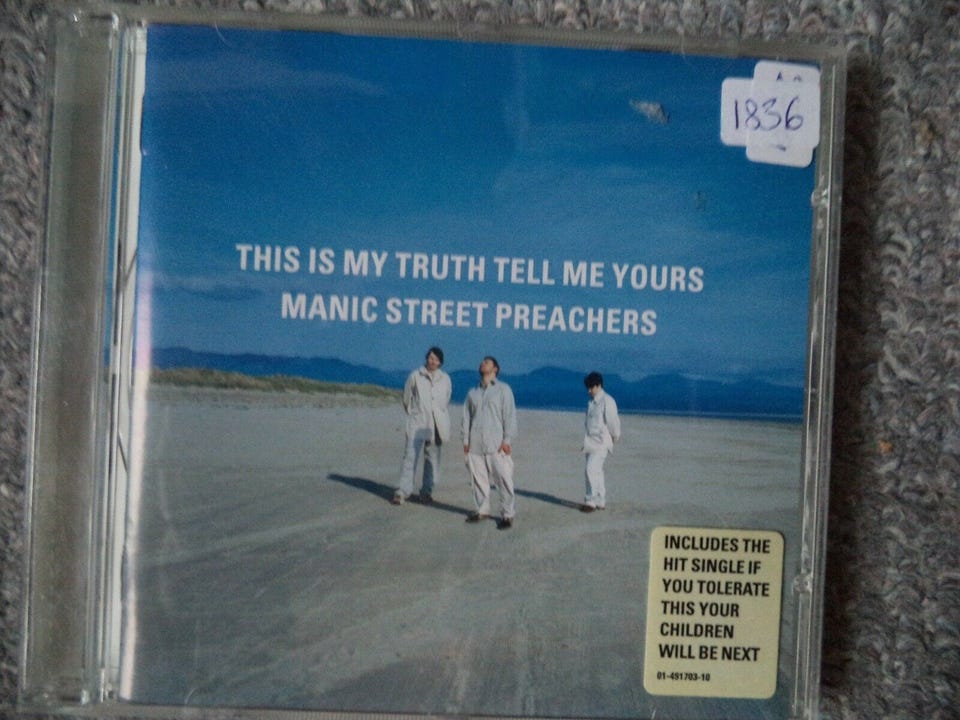 1836
THIS IS MY TRUTH TELL ME YOURS
MANIC STREET PREACHERS
INCLUDES THE
HIT SINGLE IF
YOU TOLERATE
THIS YOUR
CHILDREN
WILL BE NEXT
01-491703-10